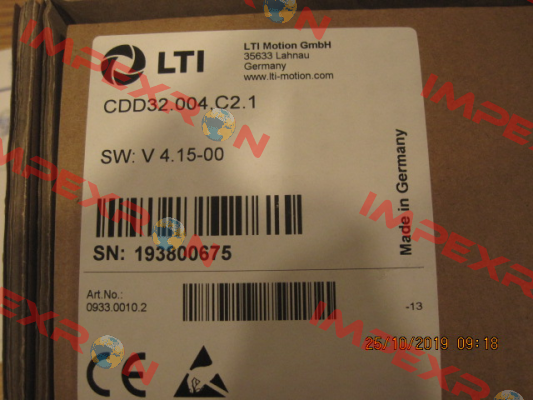 LTI
LTI Motion GmbH
35633 Lahnau
Germany
www.lti-motion.com
CDD32.004,C2.1
SW: V 4.15-00
SN: 193800675
Made in Germany
Art.No.:
0933.0010.2
-13
CE
25/10/2019 09:18
IMPEXRON
IMPEXRON
IMPEXRON
IMPEXRON
IMPEXRON